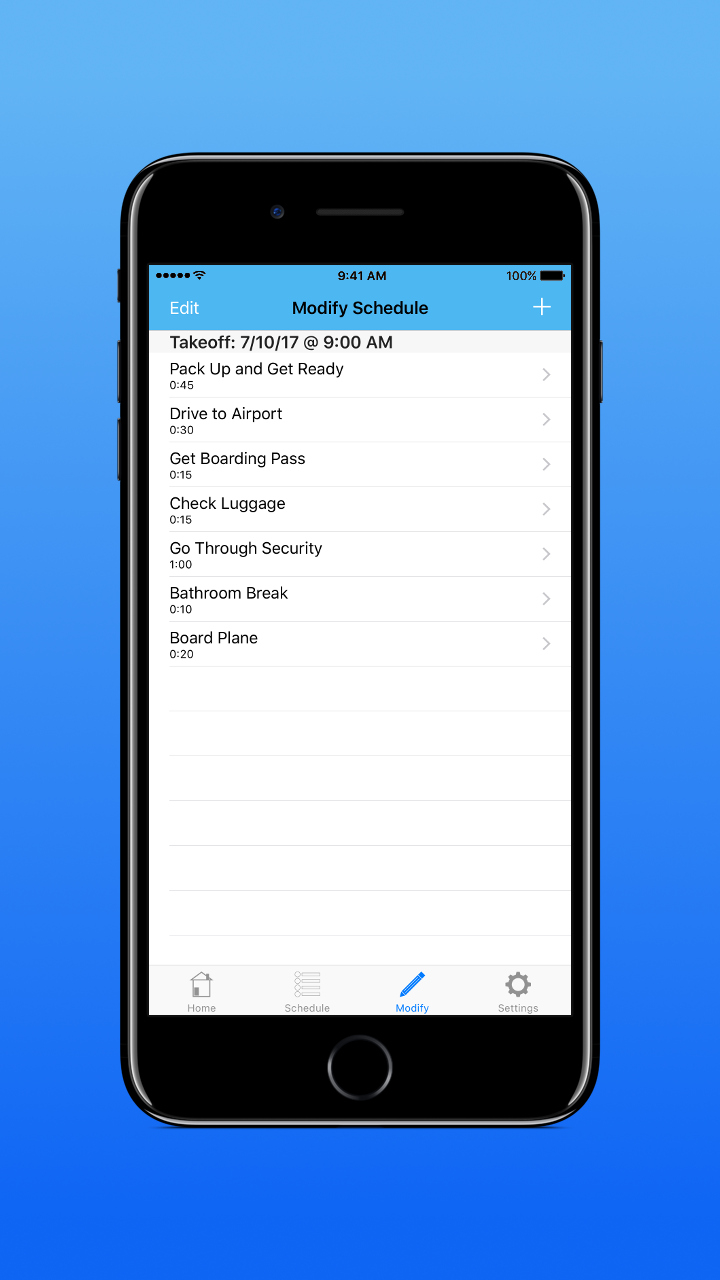 9:41 AM
100%
Edit
Modify Schedule
Takeoff: 7/10/17 @ 9:00 AM
Pack Up and Get Ready
0:45
Drive to Airport
0:30
Get Boarding Pass
0:15
Check Luggage
0:15
Go Through Security
1:00
Bathroom Break
0:10
Board Plane
0:20
Home
Schedule
Modify
Settings